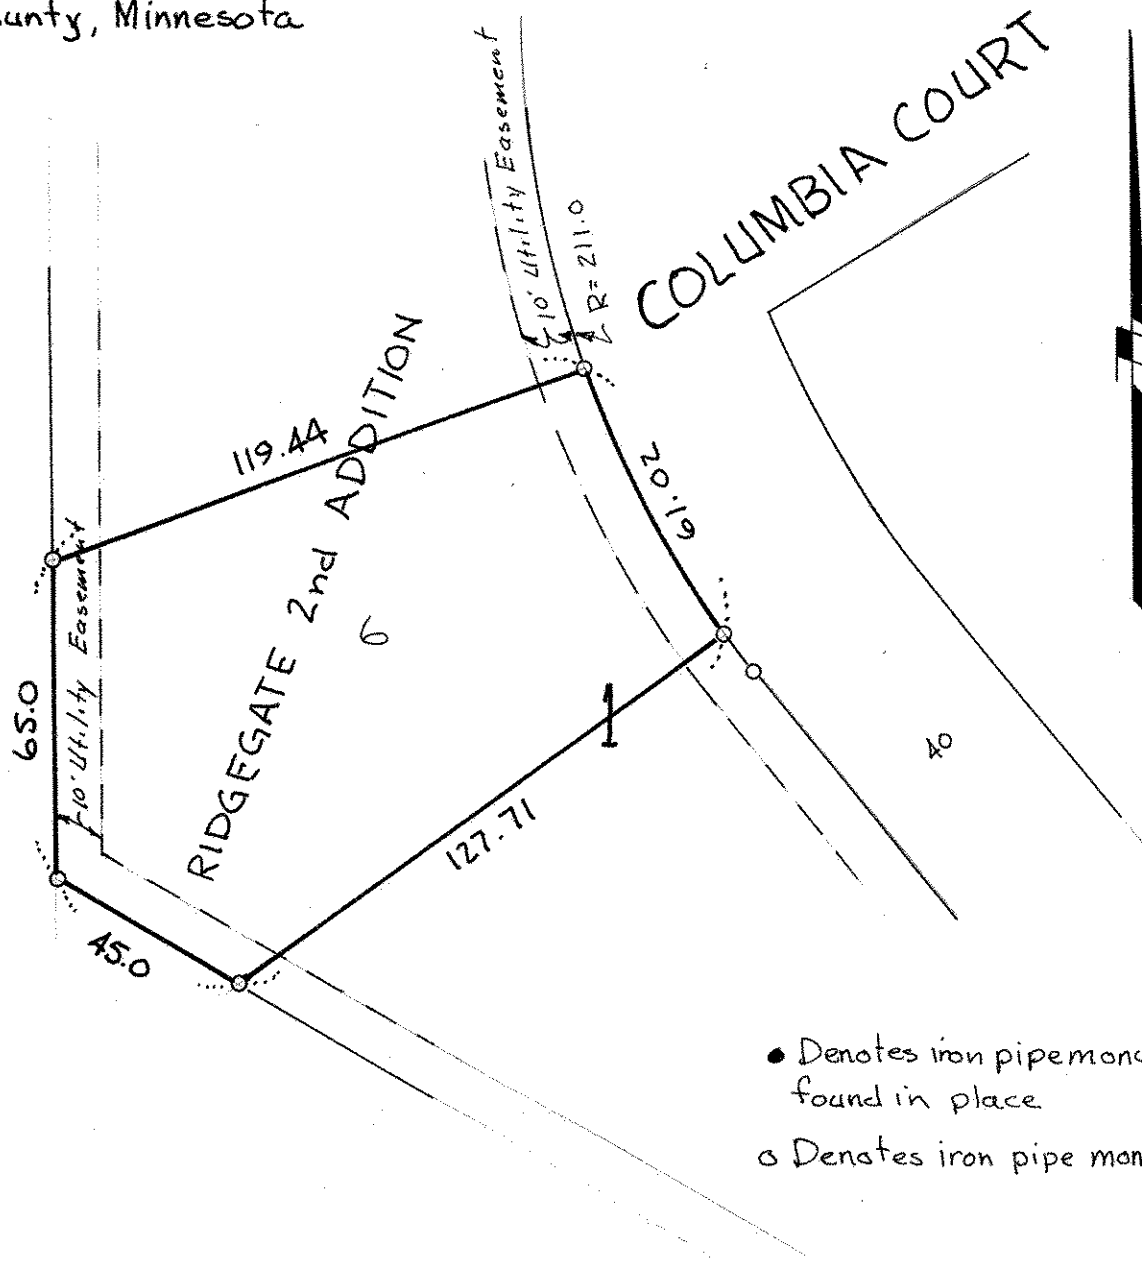 unty, Minnesota
10' Utility Easement
R= 211.0
COLUMBIA COURT
119.44
RIDGEGATE 2nd ADDITION
61.02
6
10' Utility Easement
65.0
1
127.71
40
45.0
Denotes iron pipe mon
found in place
o Denotes iron pipe mon